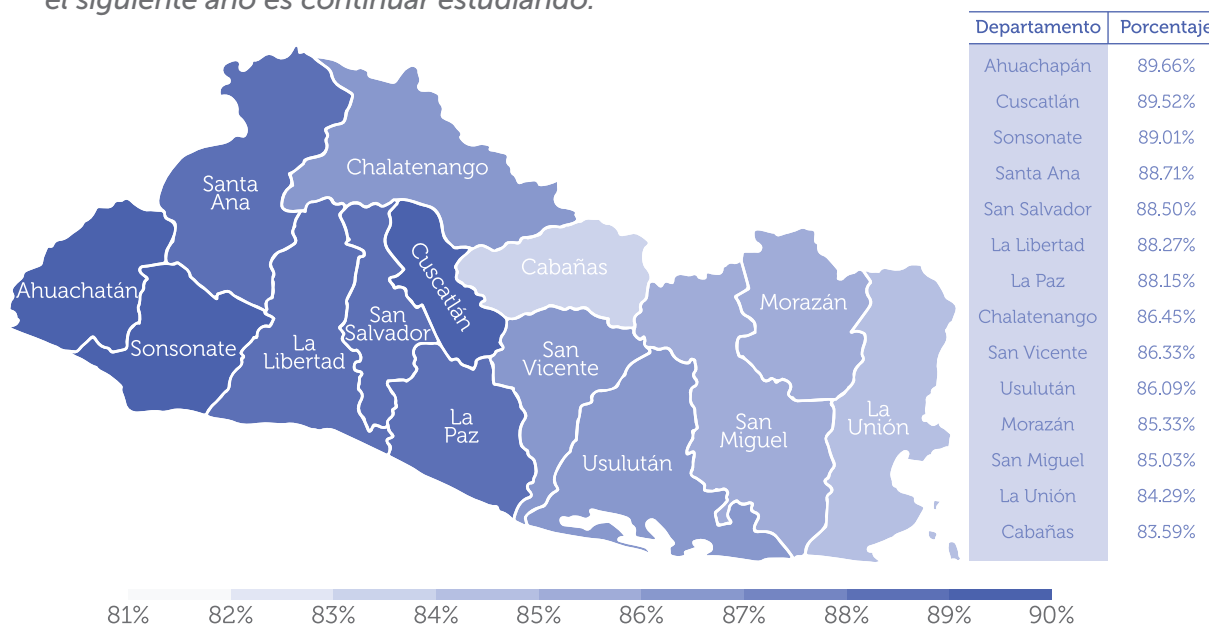 el siguiente año es continuar estudiando.
Departamento Porcentaje
Ahuachapán 89.66%
Cuscatlán 89.52%
Sonsonate 89.01%
Santa Ana 88.71%
San Salvador 88.50%
La Libertad 88.27%
La Paz 88.15%
Chalatenango 86.45%
San Vicente 86.33%
Usulután 86.09%
Morazán 85.33%
San Miguel 85.03%
La Unión 84.29%
Cabañas 83.59%
Chalatenango
Santa
Ana
Cuscatlán
Cabañas
Ahuachatán
Morazán
San
Salvador
Sonsonate
La
Libertad
San
Vicente
La
Unión
La
Paz
San
Miguel
Usulután
81% 82% 83% 84% 85% 86% 87% 88% 89% 90%